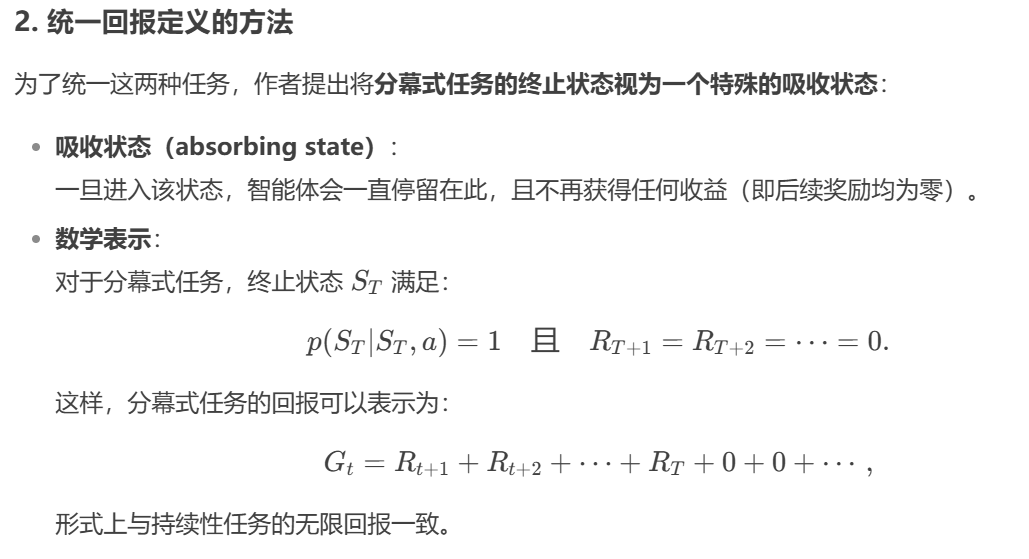 2. 统一回报定义的方法
为了统一这两种任务，作者提出将分幕式任务的终止状态视为一个特殊的吸收状态：
• 吸收状态（absorbing state）：
一旦进入该状态，智能体会一直停留在此，且不再获得任何收益（即后续奖励均为零）。
• 数学表示：
对于分幕式任务，终止状态 S_T 满足：
p(S_T|S_T, a) = 1 且 R_{T+1} = R_{T+2} = ⋯ = 0.
这样，分幕式任务的回报可以表示为：
G_t = R_{t+1} + R_{t+2} + ⋯ + R_T + 0 + 0 + ⋯ ,
形式上与持续性任务的无限回报一致。